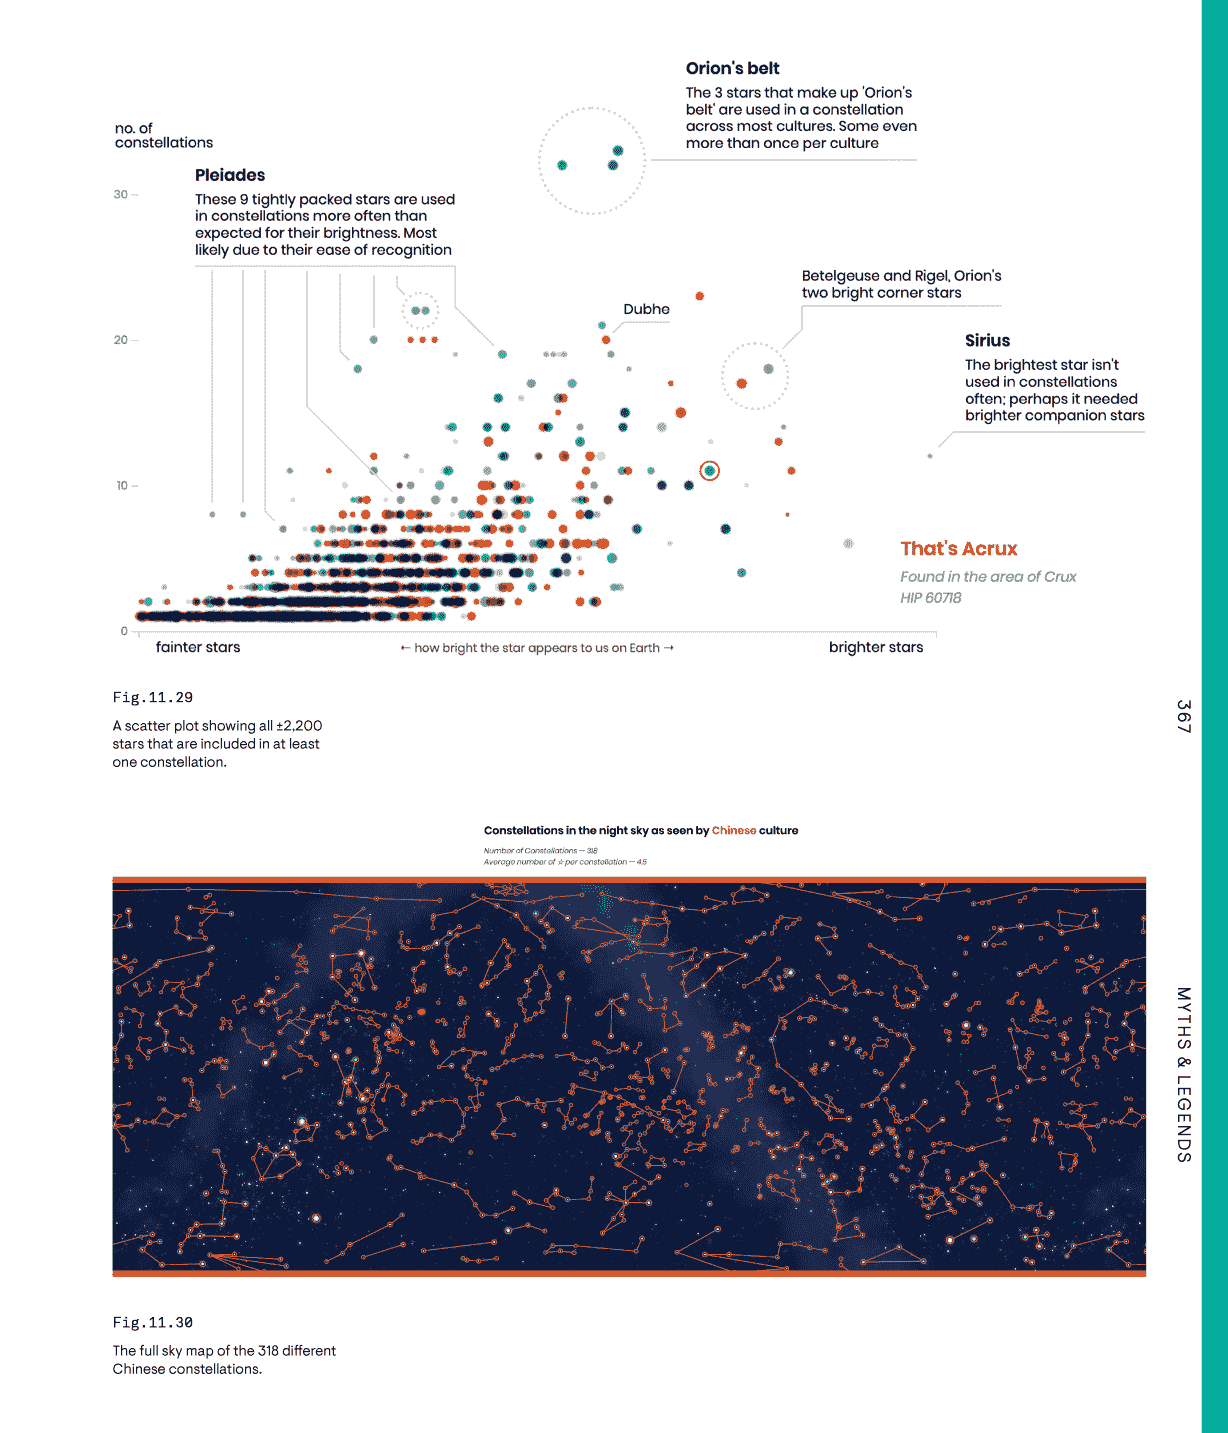 Orion's belt
The 3 stars that make up 'Orion's
belt' are used in a constellation
across most cultures. Some even
more than once per culture
no. of
constellations
Pleiades
These 9 tightly packed stars are used
in constellations more often than
expected for their brightness. Most
likely due to their ease of recognition
30
Betelgeuse and Rigel, Orion's
two bright corner stars
Dubhe
20
Sirius
The brightest star isn't
used in constellations
often; perhaps it needed
brighter companion stars
10
That's Acrux
Found in the area of Crux
HIP 60718
0
fainter stars
← how bright the star appears to us on Earth →
brighter stars
Fig.11.29
A scatter plot showing all ±2,200
stars that are included in at least
one constellation.
367
Constellations in the night sky as seen by Chinese culture
Number of Constellations — 318
Average number of ☆ per constellation — 4.5
MYTHS & LEGENDS
Fig.11.30
The full sky map of the 318 different
Chinese constellations.